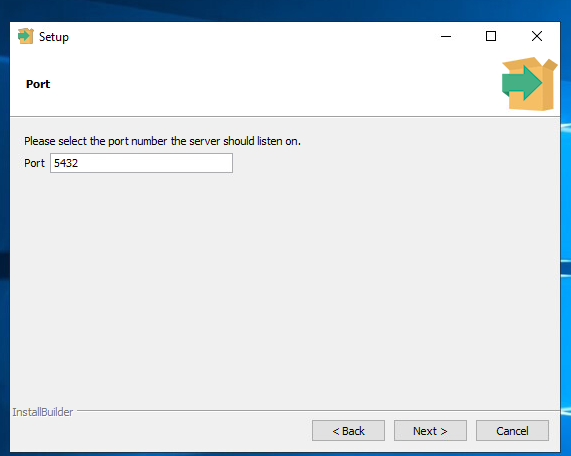 Setup
Port
Please select the port number the server should listen on.
Port 5432
InstallBuilder
< Back Next > Cancel